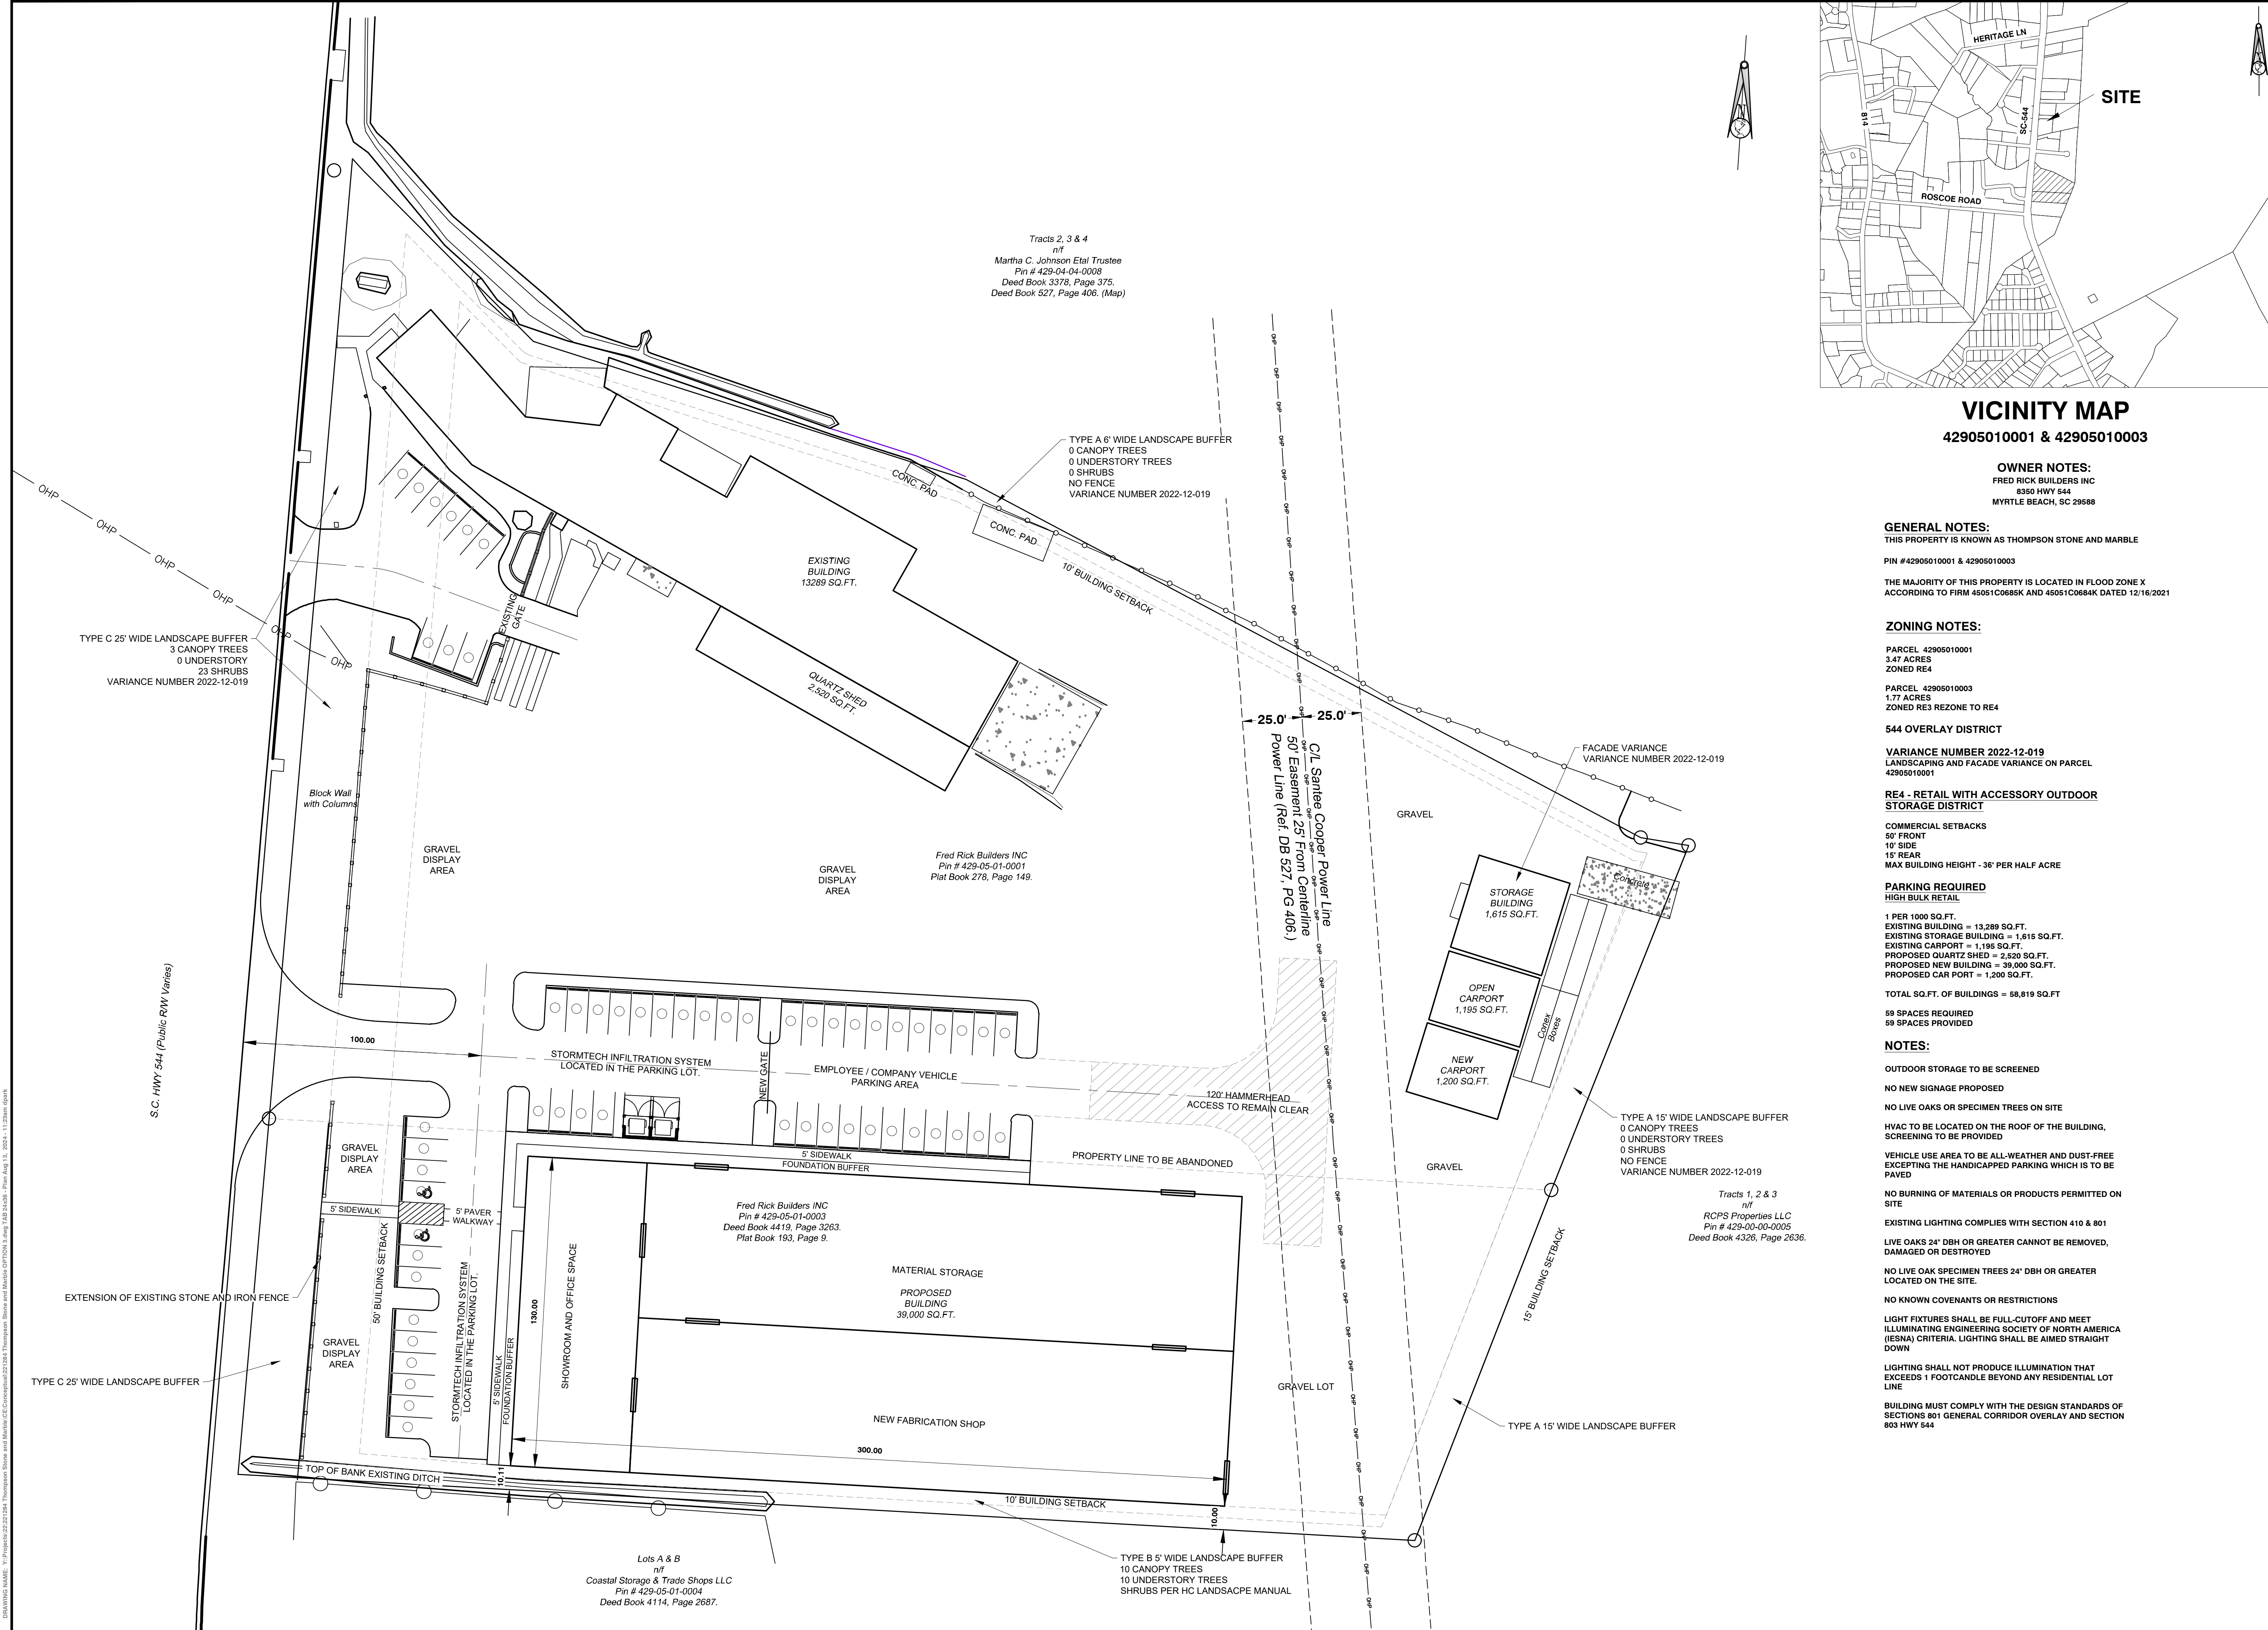 HERITAGE LN
SITE
SC-544
814
ROSCOE ROAD
VICINITY MAP
42905010001 & 42905010003
OWNER NOTES:
FRED RICK BUILDERS INC
8350 HWY 544
MYRTLE BEACH, SC 29588
GENERAL NOTES:
THIS PROPERTY IS KNOWN AS THOMPSON STONE AND MARBLE
PIN #42905010001 & 42905010003
THE MAJORITY OF THIS PROPERTY IS LOCATED IN FLOOD ZONE X
ACCORDING TO FIRM 45051C0685K AND 45051C0684K DATED 12/16/2021
ZONING NOTES:
PARCEL 42905010001
3.47 ACRES
ZONED RE4
PARCEL 42905010003
1.77 ACRES
ZONED RE3 REZONE TO RE4
544 OVERLAY DISTRICT
VARIANCE NUMBER 2022-12-019
LANDSCAPING AND FACADE VARIANCE ON PARCEL
42905010001
RE4 - RETAIL WITH ACCESSORY OUTDOOR
STORAGE DISTRICT
COMMERCIAL SETBACKS
50' FRONT
10' SIDE
15' REAR
MAX BUILDING HEIGHT - 36' PER HALF ACRE
PARKING REQUIRED
HIGH BULK RETAIL
1 PER 1000 SQ.FT.
EXISTING BUILDING = 13,289 SQ.FT.
EXISTING STORAGE BUILDING = 1,615 SQ.FT.
EXISTING CARPORT = 1,195 SQ.FT.
PROPOSED QUARTZ SHED = 2,520 SQ.FT.
PROPOSED NEW BUILDING = 39,000 SQ.FT.
PROPOSED CAR PORT = 1,200 SQ.FT.
TOTAL SQ.FT. OF BUILDINGS = 58,819 SQ.FT
59 SPACES REQUIRED
59 SPACES PROVIDED
NOTES:
OUTDOOR STORAGE TO BE SCREENED
NO NEW SIGNAGE PROPOSED
NO LIVE OAKS OR SPECIMEN TREES ON SITE
HVAC TO BE LOCATED ON THE ROOF OF THE BUILDING,
SCREENING TO BE PROVIDED
VEHICLE USE AREA TO BE ALL-WEATHER AND DUST-FREE
EXCEPTING THE HANDICAPPED PARKING WHICH IS TO BE
PAVED
NO BURNING OF MATERIALS OR PRODUCTS PERMITTED ON
SITE
EXISTING LIGHTING COMPLIES WITH SECTION 410 & 801
LIVE OAKS 24" DBH OR GREATER CANNOT BE REMOVED,
DAMAGED OR DESTROYED
NO LIVE OAK SPECIMEN TREES 24" DBH OR GREATER
LOCATED ON THE SITE.
NO KNOWN COVENANTS OR RESTRICTIONS
LIGHT FIXTURES SHALL BE FULL-CUTOFF AND MEET
ILLUMINATING ENGINEERING SOCIETY OF NORTH AMERICA
(IESNA) CRITERIA. LIGHTING SHALL BE AIMED STRAIGHT
DOWN
LIGHTING SHALL NOT PRODUCE ILLUMINATION THAT
EXCEEDS 1 FOOTCANDLE BEYOND ANY RESIDENTIAL LOT
LINE
BUILDING MUST COMPLY WITH THE DESIGN STANDARDS OF
SECTIONS 801 GENERAL CORRIDOR OVERLAY AND SECTION
803 HWY 544
Tracts 2, 3 & 4
n/f
Martha C. Johnson Etal Trustee
Pin # 429-04-04-0008
Deed Book 3378, Page 375.
Deed Book 527, Page 406. (Map)
TYPE A 6' WIDE LANDSCAPE BUFFER
0 CANOPY TREES
0 UNDERSTORY TREES
0 SHRUBS
NO FENCE
VARIANCE NUMBER 2022-12-019
CONC. PAD
CONC. PAD
10' BUILDING SETBACK
EXISTING
BUILDING
13289 SQ.FT.
QUARTZ SHED
2,520 SQ.FT.
EXISTING
GATE
OHP
OHP
OHP
OHP
OHP
OHP
TYPE C 25' WIDE LANDSCAPE BUFFER
3 CANOPY TREES
0 UNDERSTORY
23 SHRUBS
VARIANCE NUMBER 2022-12-019
Block Wall
with Columns
GRAVEL
DISPLAY
AREA
GRAVEL
DISPLAY
AREA
Fred Rick Builders INC
Pin # 429-05-01-0001
Plat Book 278, Page 149.
25.0'
25.0'
C/L Santee Cooper Power Line
50' Easement 25' From Centerline
Power Line (Ref. DB 527, PG 406.)
FACADE VARIANCE
VARIANCE NUMBER 2022-12-019
GRAVEL
STORAGE
BUILDING
1,615 SQ.FT.
Concrete
OPEN
CARPORT
1,195 SQ.FT.
Conex
Boxes
NEW
CARPORT
1,200 SQ.FT.
S.C. HWY 544 (Public R/W Varies)
100.00
STORMTECH INFILTRATION SYSTEM
LOCATED IN THE PARKING LOT.
NEW GATE
EMPLOYEE / COMPANY VEHICLE
PARKING AREA
120' HAMMERHEAD
ACCESS TO REMAIN CLEAR
TYPE A 15' WIDE LANDSCAPE BUFFER
0 CANOPY TREES
0 UNDERSTORY TREES
0 SHRUBS
NO FENCE
VARIANCE NUMBER 2022-12-019
GRAVEL
PROPERTY LINE TO BE ABANDONED
5' SIDEWALK
FOUNDATION BUFFER
GRAVEL
DISPLAY
AREA
5' SIDEWALK
5' PAVER
WALKWAY
Fred Rick Builders INC
Pin # 429-05-01-0003
Deed Book 4419, Page 3263.
Plat Book 193, Page 9.
Tracts 1, 2 & 3
n/f
RCPS Properties LLC
Pin # 429-00-00-0005
Deed Book 4326, Page 2636.
MATERIAL STORAGE
PROPOSED
BUILDING
39,000 SQ.FT.
15' BUILDING SETBACK
50' BUILDING SETBACK
EXTENSION OF EXISTING STONE AND IRON FENCE
GRAVEL
DISPLAY
AREA
STORMTECH INFILTRATION SYSTEM
LOCATED IN THE PARKING LOT.
5' SIDEWALK
FOUNDATION BUFFER
130.00
SHOWROOM AND OFFICE SPACE
TYPE C 25' WIDE LANDSCAPE BUFFER
NEW FABRICATION SHOP
300.00
GRAVEL LOT
TYPE A 15' WIDE LANDSCAPE BUFFER
TOP OF BANK EXISTING DITCH
10.11
10' BUILDING SETBACK
10.00
Lots A & B
n/f
Coastal Storage & Trade Shops LLC
Pin # 429-05-01-0004
Deed Book 4114, Page 2687.
TYPE B 5' WIDE LANDSCAPE BUFFER
10 CANOPY TREES
10 UNDERSTORY TREES
SHRUBS PER HC LANDSACPE MANUAL